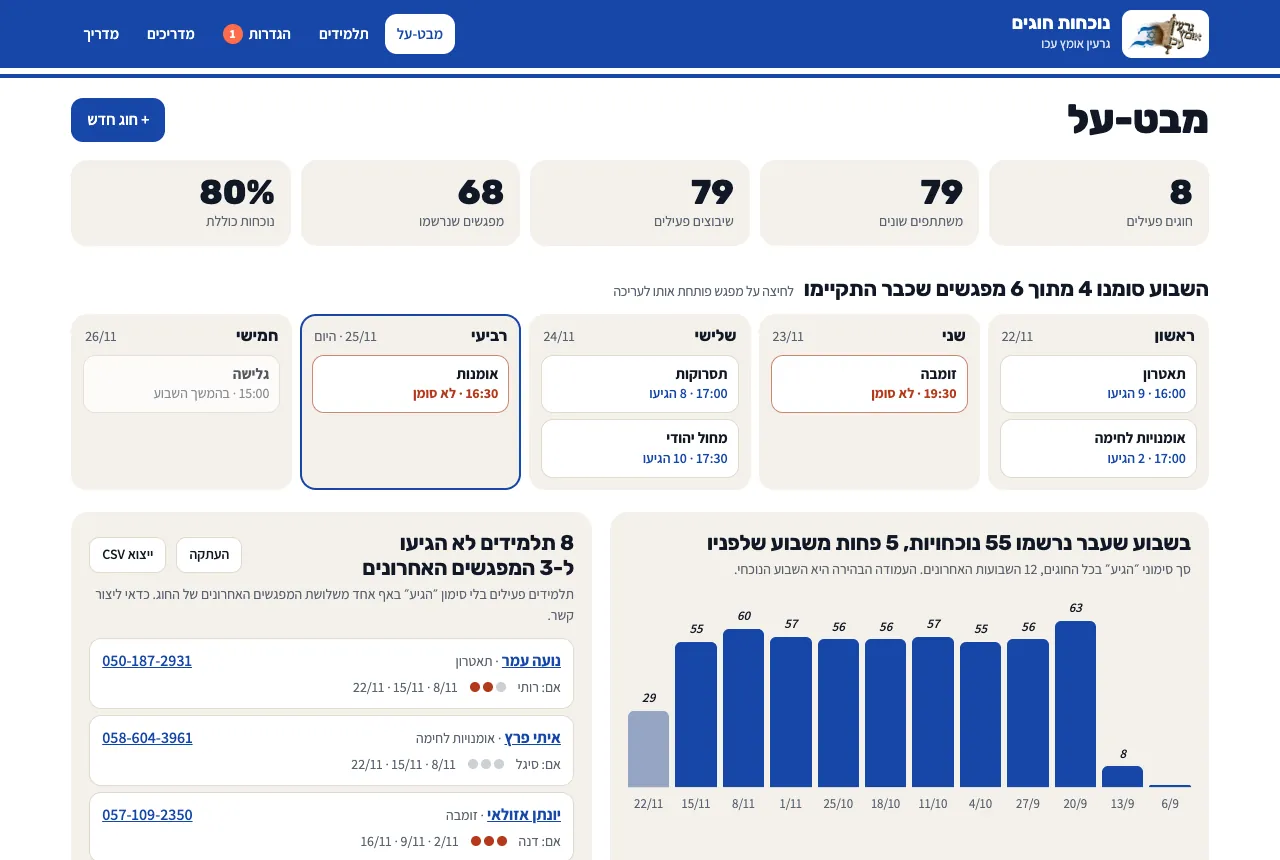 גרעין
אומץ
עכו
נוכחות חוגים
גרעין אומץ עכו
מבט-על
תלמידים
הגדרות 1
מדריכים
מדריך
מבט-על
+ חוג חדש
8
חוגים פעילים
79
משתתפים שונים
79
שיבוצים פעילים
68
מפגשים שנרשמו
80%
נוכחות כוללת
השבוע סומנו 4 מתוך 6 מפגשים שכבר התקיימו לחיצה על מפגש פותחת אותו לעריכה
ראשון 22/11
תאטרון
16:00 · 9 הגיעו
אומנויות לחימה
17:00 · 2 הגיעו
שני 23/11
זומבה
19:30 · לא סומן
שלישי 24/11
תסרוקות
17:00 · 8 הגיעו
מחול יהודי
17:30 · 10 הגיעו
רביעי 25/11 · היום
אומנות
16:30 · לא סומן
חמישי 26/11
גלישה
15:00 · בהמשך השבוע
בשבוע שעבר נרשמו 55 נוכחויות, 5 פחות משבוע שלפניו
סך סימוני ״הגיע״ בכל החוגים, 12 השבועות האחרונים. העמודה הבהירה היא השבוע הנוכחי.
8
63
56
55
57
56
56
57
60
55
29
6/9
13/9
20/9
27/9
4/10
11/10
18/10
25/10
1/11
8/11
15/11
22/11
8 תלמידים לא הגיעו
ל-3 המפגשים האחרונים
העתקה
ייצוא CSV
תלמידים פעילים בלי סימון ״הגיע״ באף אחד משלושת המפגשים האחרונים של החוג. כדאי ליצור
קשר.
נועה עמר · תאטרון 050-187-2931
אם: רותי 8/11 · 15/11 · 22/11
איתי פרץ · אומנויות לחימה 058-604-3961
אם: סיגל 8/11 · 15/11 · 22/11
יונתן אזולאי · זומבה 057-109-2350
אם: דנה 2/11 · 9/11 · 16/11